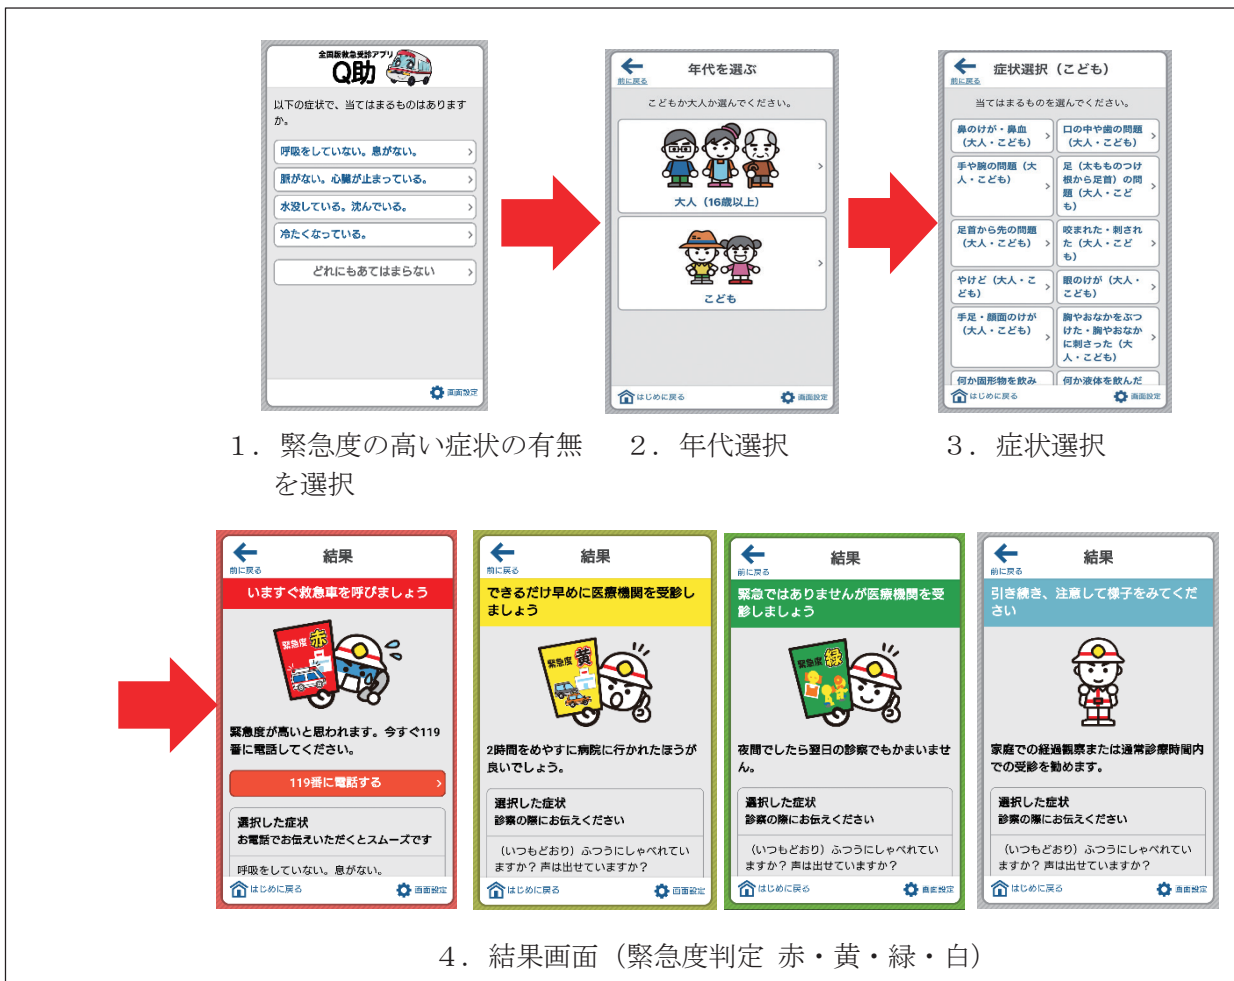 全国版救急受診アプリ
Q助
以下の症状で、当てはまるものはあります
か。
呼吸をしていない。息がない。
脈がない。心臓が止まっている。
水没している。沈んでいる。
冷たくなっている。
どれにもあてはまらない
画面設定
前に戻る
年代を選ぶ
こどもか大人か選んでください。
大人（16歳以上）
こども
はじめに戻る
画面設定
前に戻る
症状選択（こども）
当てはまるものを選んでください。
鼻のけが・鼻血
（大人・こども）
口の中や歯の問題
（大人・こども）
手や腕の問題（大
人・こども）
足（太もものつけ
根から足首）の問
題（大人・こど
も）
足首から先の問題
（大人・こども）
咬まれた・刺され
た（大人・こど
も）
やけど（大人・こ
ども）
眼のけが（大人・
こども）
手足・顔面のけが
（大人・こども）
胸やおなかをぶつ
けた・胸やおなか
に刺さった（大
人・こども）
何か固形物を飲み
何か液体を飲んだ
はじめに戻る
画面設定
１．緊急度の高い症状の有無
を選択
２．年代選択
３．症状選択
前に戻る
結果
いますぐ救急車を呼びましょう
緊急度 赤
緊急度が高いと思われます。今すぐ119
番に電話してください。
119番に電話する
選択した症状
お電話でお伝えいただくとスムーズです
呼吸をしていない。息がない。
はじめに戻る
画面設定
前に戻る
結果
できるだけ早めに医療機関を受診し
ましょう
緊急度 黄
2時間をめやすに病院に行かれたほうが
良いでしょう。
選択した症状
診察の際にお伝えください
（いつもどおり）ふつうにしゃべれてい
ますか？声は出せていますか？
はじめに戻る
画面設定
前に戻る
結果
緊急ではありませんが医療機関を受
診しましょう
緊急度 緑
夜間でしたら翌日の診察でもかまいませ
ん。
選択した症状
診察の際にお伝えください
（いつもどおり）ふつうにしゃべれてい
ますか？声は出せていますか？
はじめに戻る
画面設定
前に戻る
結果
引き続き、注意して様子をみてくだ
さい
家庭での経過観察または通常診療時間内
での受診を勧めます。
選択した症状
診察の際にお伝えください
（いつもどおり）ふつうにしゃべれてい
ますか？声は出せていますか？
はじめに戻る
画面設定
４．結果画面（緊急度判定 赤・黄・緑・白）